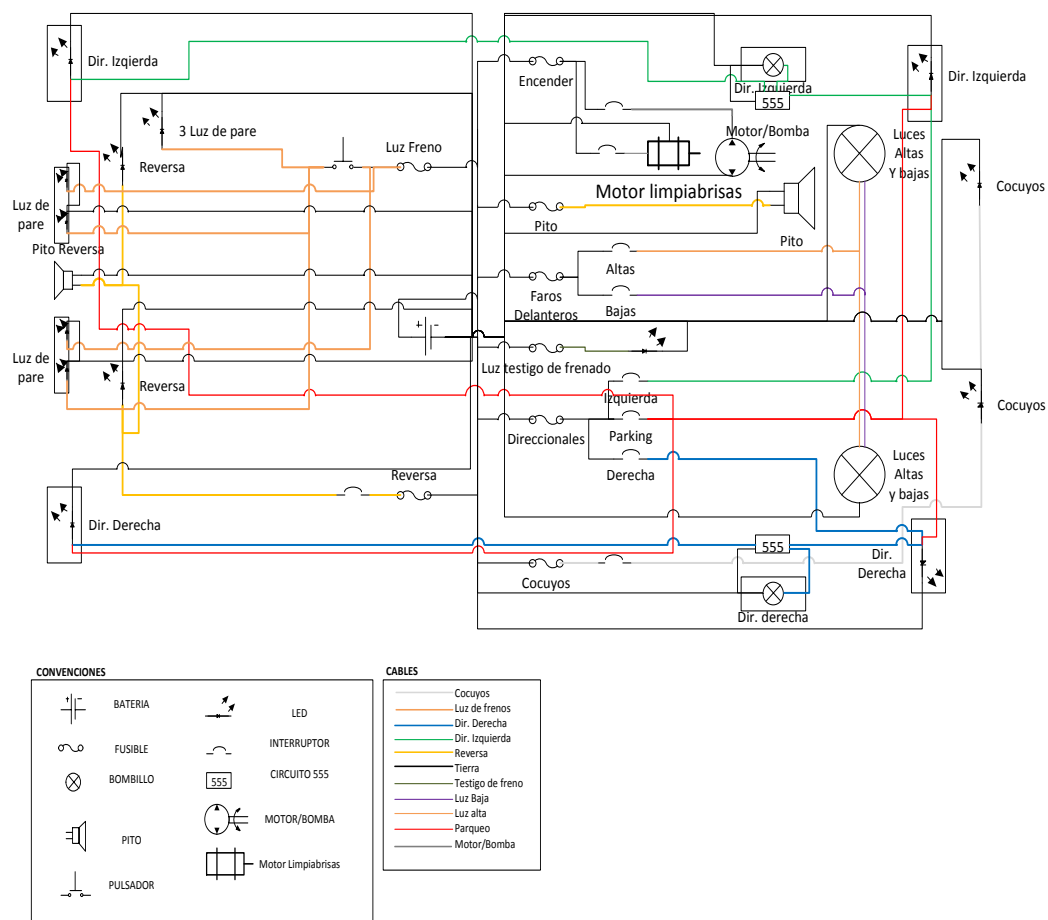 Dir. Izqierda
3 Luz de pare
Reversa
Luz de
pare
Pito Reversa
Luz de
pare
Reversa
Dir. Derecha
Luz Freno
Reversa
+ -
Encender
Dir. Izquierda
555
Dir. Izquierda
Motor/Bomba
Motor limpiabrisas
Luces
Altas
Y bajas
Cocuyos
Pito
Pito
Altas
Faros
Delanteros
Bajas
Luz testigo de frenado
Izquierda
Direccionales
Parking
Derecha
Cocuyos
Luces
Altas
y bajas
555
Dir.
Derecha
Cocuyos
Dir. derecha
CONVENCIONES
+ -
BATERIA
LED
FUSIBLE
INTERRUPTOR
BOMBILLO
555
CIRCUITO 555
PITO
MOTOR/BOMBA
PULSADOR
Motor Limpiabrisas
CABLES
Cocuyos
Luz de frenos
Dir. Derecha
Dir. Izquierda
Reversa
Tierra
Testigo de freno
Luz Baja
Luz alta
Parqueo
Motor/Bomba